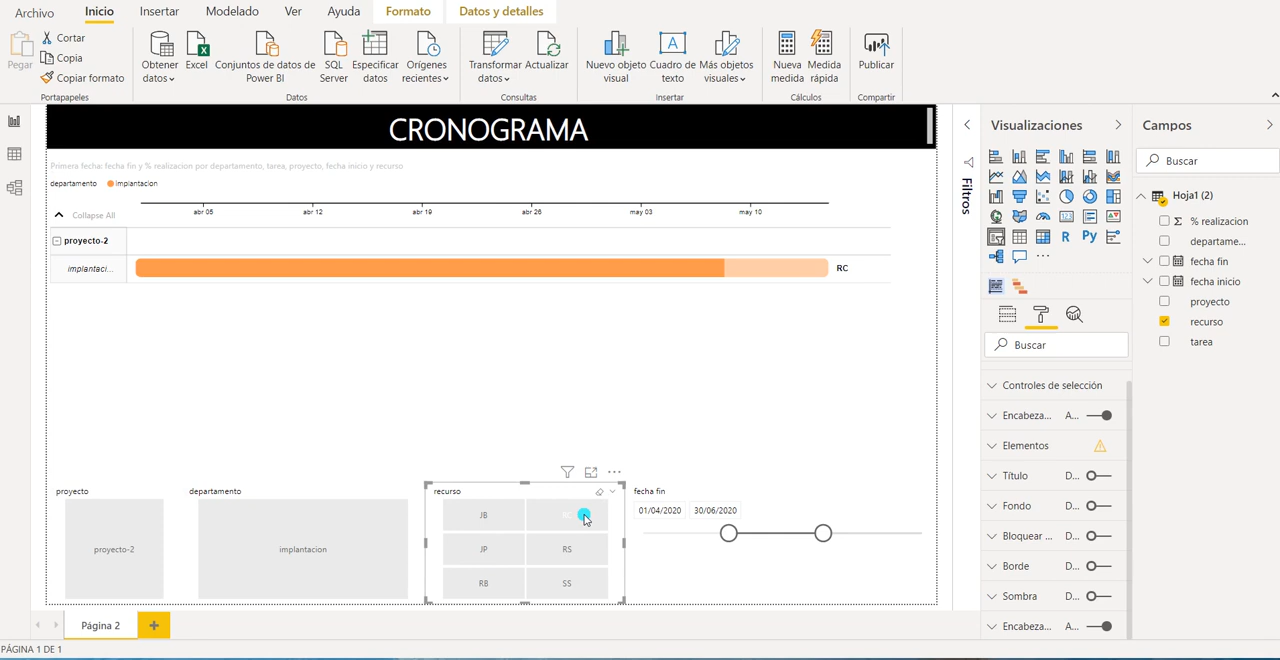 Archivo Inicio Insertar Modelado Ver Ayuda Formato Datos y detalles
Pegar
Cortar
Copia
Copiar formato
Portapapeles
Obtener datos
Excel
Conjuntos de datos de Power BI
SQL Server
Especificar datos
Orígenes recientes
Datos
Transformar datos
Actualizar
Consultas
Nuevo objeto visual
Cuadro de texto
Más objetos visuales
Insertar
Nueva medida
Medida rápida
Cálculos
Publicar
Compartir
CRONOGRAMA
Primera fecha: fecha fin y % realizacion por departamento, tarea, proyecto, fecha inicio y recurso
departamento implantacion
abr 05 abr 12 abr 19 abr 26 may 03 may 10
Collapse All
proyecto-2
implantaci... RC
proyecto
proyecto-2
departamento
implantacion
recurso
JB RC
JP RS
RB SS
fecha fin
01/04/2020 30/06/2020
Filtros
Visualizaciones
R Py
Buscar
Controles de selección
Encabeza... A...
Elementos
Título D...
Fondo D...
Bloquear ... D...
Borde D...
Sombra D...
Encabeza... A...
Campos
Buscar
Hoja1 (2)
% realizacion
departame...
fecha fin
fecha inicio
proyecto
recurso
tarea
Página 2
PÁGINA 1 DE 1